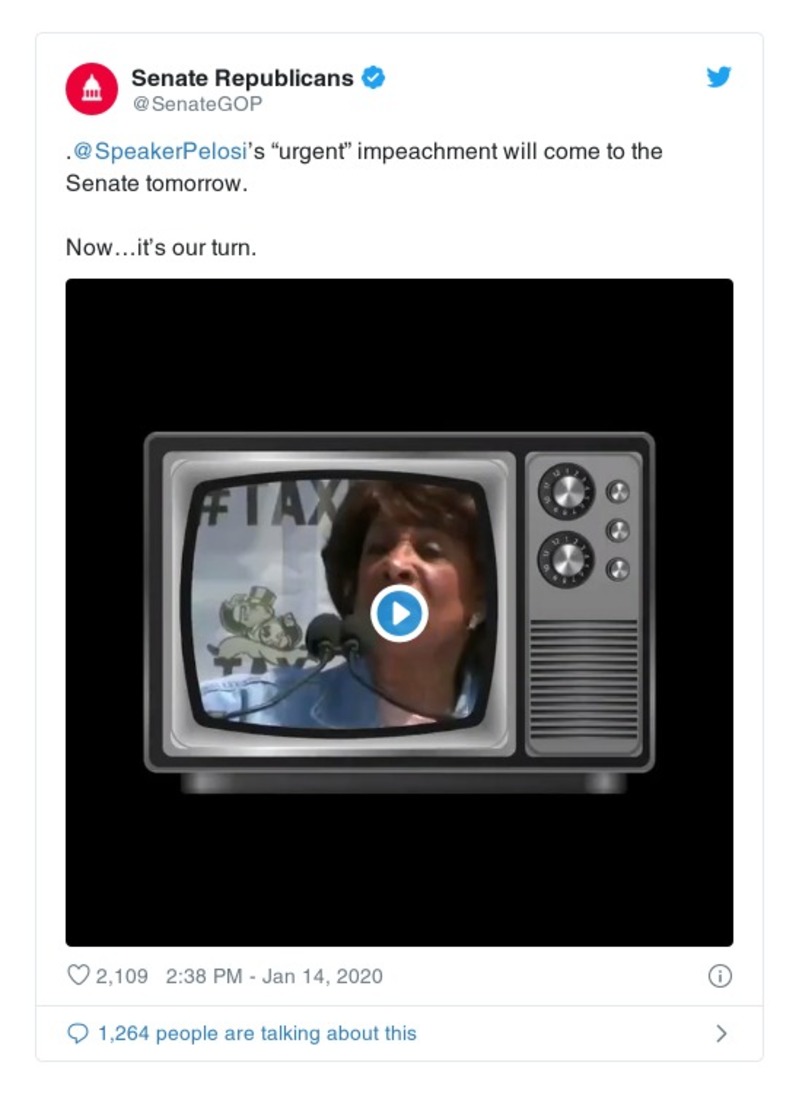 Senate Republicans
@SenateGOP
.@SpeakerPelosi’s “urgent” impeachment will come to the
Senate tomorrow.
Now…it’s our turn.
#TAX
TAX
2,109 2:38 PM - Jan 14, 2020
1,264 people are talking about this